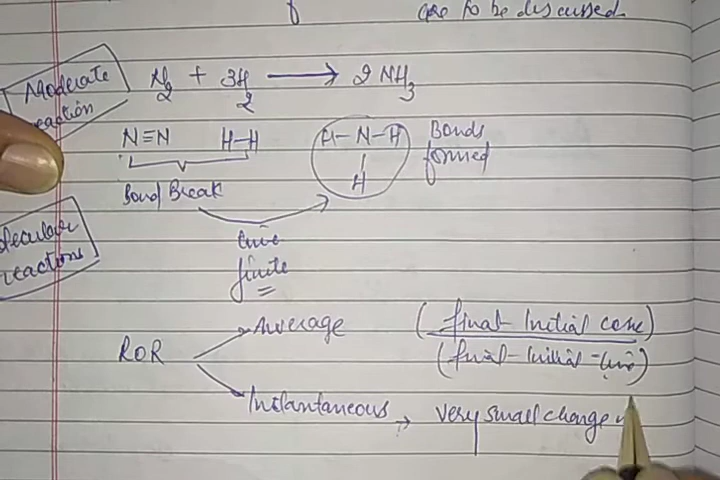 are to be discussed
Moderate
reaction
N2 + 3H2 → 2NH3
N≡N H-H
H-N-H
H
Bonds
formed
Bond Break
time
finite
lecular
reactions
ROR
Average
(final - Initial conc)
(final - Initial - time)
Instantaneous → very small change